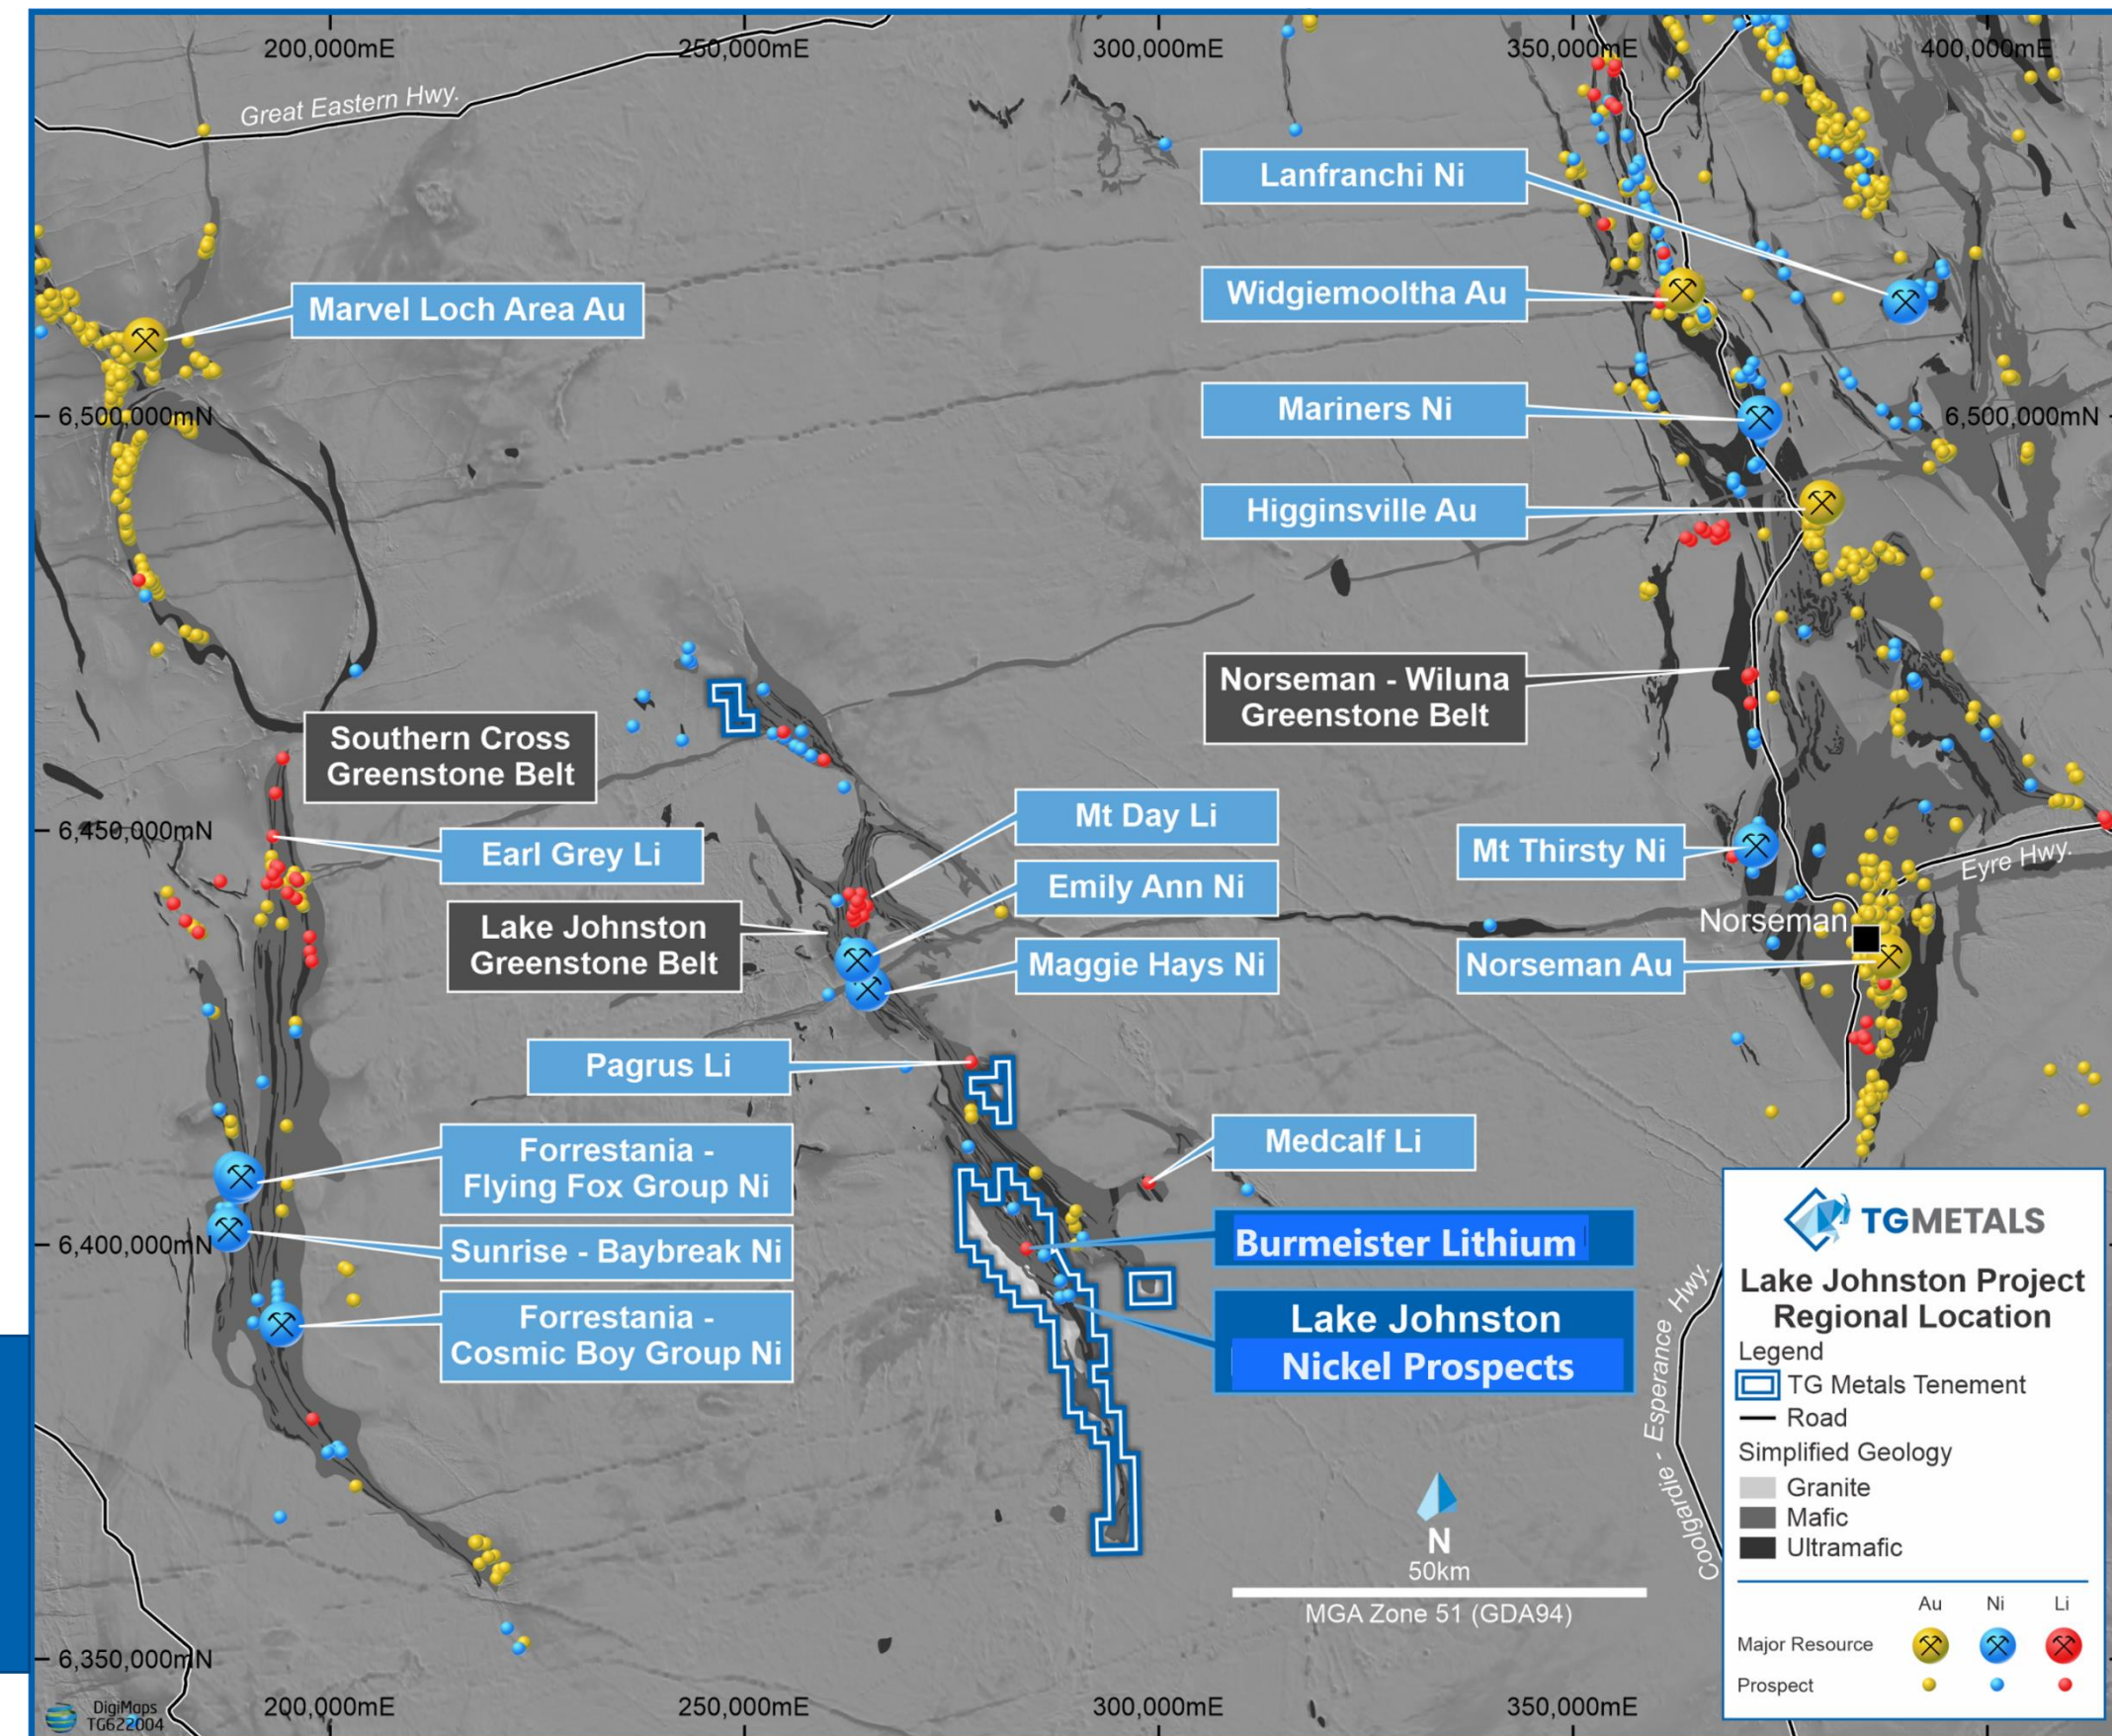 200,000mE
250,000mE
300,000mE
350,000mE
400,000mE
Great Eastern Hwy.
Lanfranchi Ni
Widgiemooltha Au
Marvel Loch Area Au
Mariners Ni
6,500,000mN
6,500,000mN
Higginsville Au
Norseman - Wiluna
Greenstone Belt
Southern Cross
Greenstone Belt
Mt Day Li
6,450,000mN
Earl Grey Li
Mt Thirsty Ni
Eyre Hwy.
Emily Ann Ni
Norseman
Lake Johnston
Greenstone Belt
Maggie Hays Ni
Norseman Au
Pagrus Li
Medcalf Li
Forrestania -
Flying Fox Group Ni
6,400,000mN
Sunrise - Baybreak Ni
Burmeister Lithium
Forrestania -
Cosmic Boy Group Ni
Lake Johnston
Nickel Prospects
Coolgardie - Esperance Hwy.
N
50km
MGA Zone 51 (GDA94)
TGMETALS
Lake Johnston Project
Regional Location
Legend
TG Metals Tenement
Road
Simplified Geology
Granite
Mafic
Ultramafic
Au Ni Li
Major Resource
Prospect
6,350,000mN
DigiMaps
TG622004
200,000mE
250,000mE
300,000mE
350,000mE